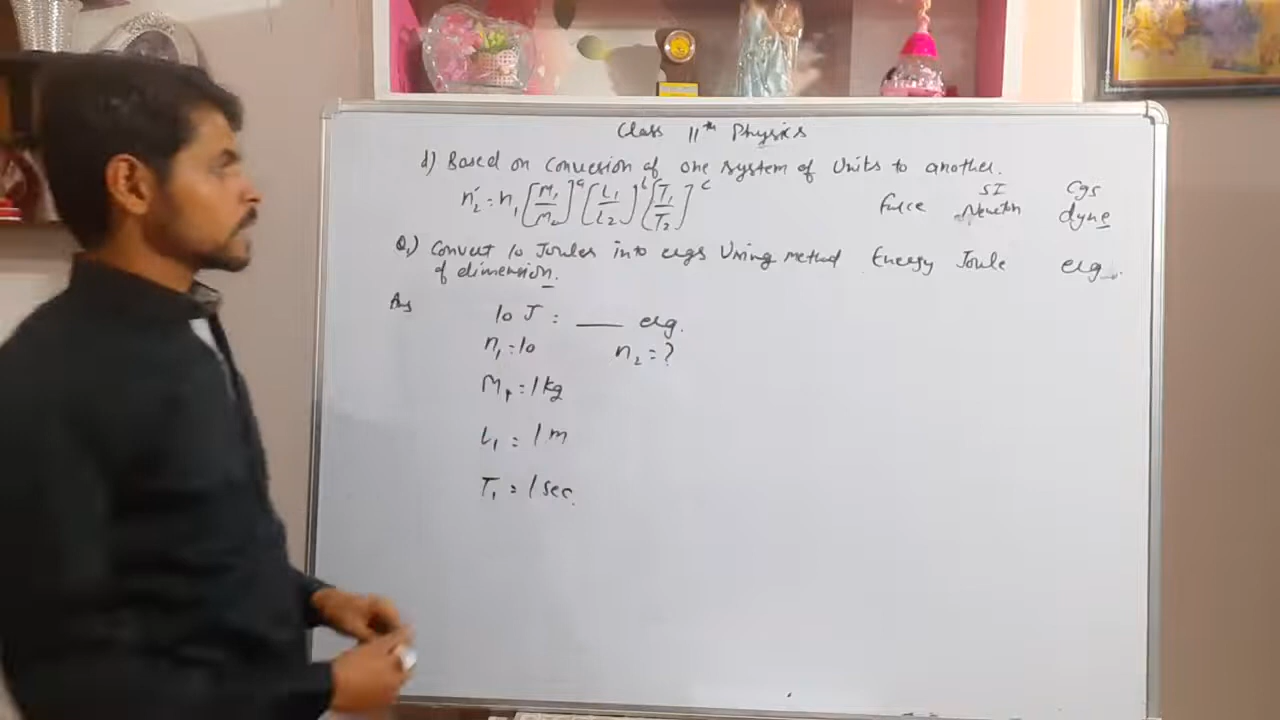 Class 11th Physics
d) Based on Conversion of one system of Units to another.
n2 = n1 [M1/M2]^a [L1/L2]^b [T1/T2]^c
SI Cgs
Force Newton dyne
Q1) Convert 10 Joules into ergs Using method
of dimension.
Energy Joule erg
Ans
10 J = ___ erg.
n1 = 10 n2 = ?
M1 = 1 kg
L1 = 1 m
T1 = 1 sec.